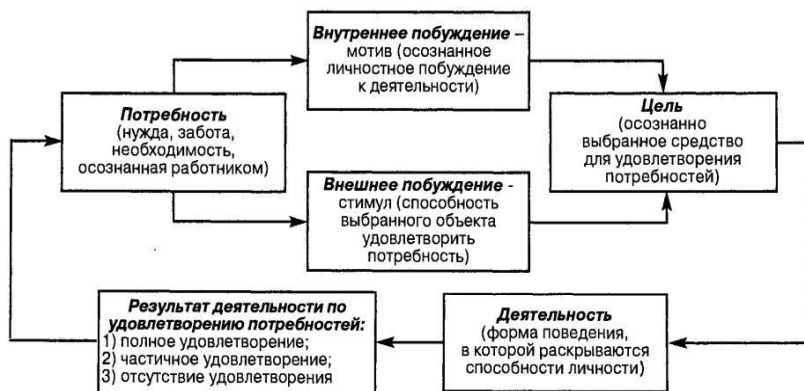 Внутреннее побуждение –
мотив (осознанное
личностное побуждение
к деятельности)
Потребность
(нужда, забота,
необходимость,
осознанная работником)
Цель
(осознанно
выбранное средство
для удовлетворения
потребностей)
Внешнее побуждение -
стимул (способность
выбранного объекта
удовлетворить
потребность)
Результат деятельности по
удовлетворению потребностей:
1) полное удовлетворение;
2) частичное удовлетворение;
3) отсутствие удовлетворения
Деятельность
(форма поведения,
в которой раскрываются
способности личности)